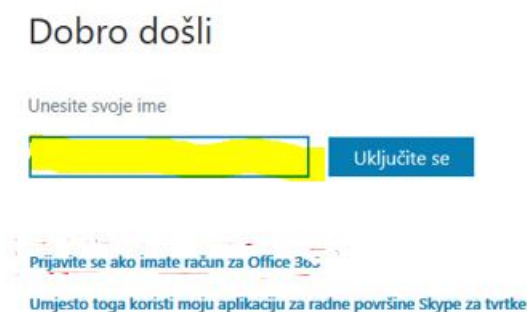 Dobro došli
Unesite svoje ime
Uključite se
Prijavite se ako imate račun za Office 365
Umjesto toga koristi moju aplikaciju za radne površine Skype za tvrtke